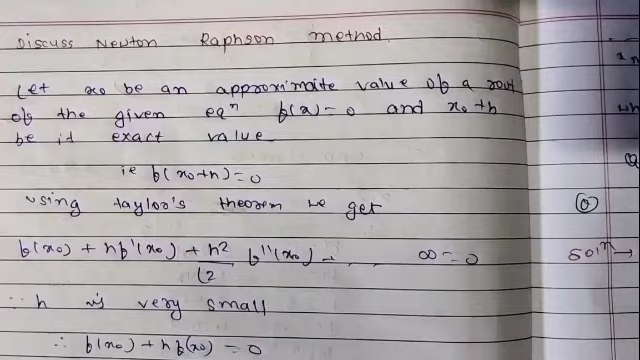 Discuss Newton Raphson method.
Let x₀ be an approximate value of a root
of the given eqⁿ f(x)=0 and x₀+h
be it exact value
ie f(x₀+h)=0
using taylor's theorem we get
f(x₀) + hf'(x₀) + h²/⌊2 f''(x₀) + . . . ∞ = 0
∵ h is very small
∴ f(x₀) + hf(x₀) = 0
Solⁿ →